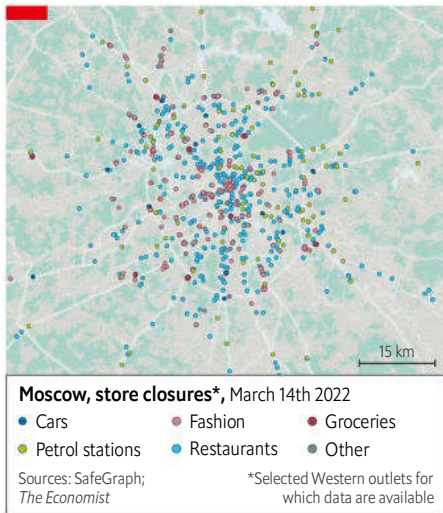 15 km
Moscow, store closures*, March 14th 2022
Cars
Fashion
Groceries
Petrol stations
Restaurants
Other
Sources: SafeGraph;
The Economist
*Selected Western outlets for
which data are available